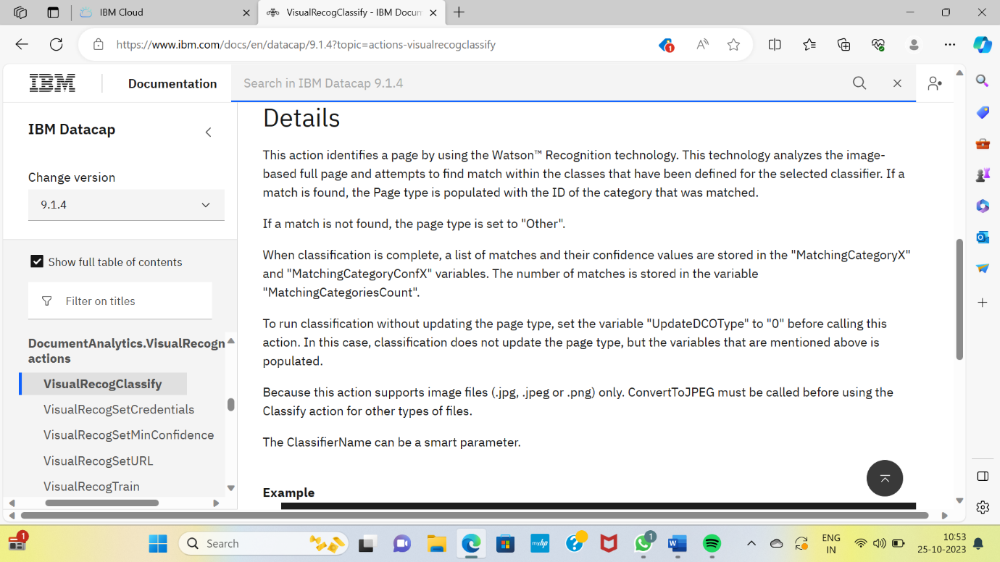 IBM Cloud
VisualRecogClassify - IBM Docum
https://www.ibm.com/docs/en/datacap/9.1.4?topic=actions-visualrecogclassify
1
IBM
Documentation
Search in IBM Datacap 9.1.4
IBM Datacap
Change version
9.1.4
Show full table of contents
Filter on titles
DocumentAnalytics.VisualRecogn
actions
VisualRecogClassify
VisualRecogSetCredentials
VisualRecogSetMinConfidence
VisualRecogSetURL
VisualRecogTrain
Details
This action identifies a page by using the Watson™ Recognition technology. This technology analyzes the image-
based full page and attempts to find match within the classes that have been defined for the selected classifier. If a
match is found, the Page type is populated with the ID of the category that was matched.
If a match is not found, the page type is set to "Other".
When classification is complete, a list of matches and their confidence values are stored in the "MatchingCategoryX"
and "MatchingCategoryConfX" variables. The number of matches is stored in the variable
"MatchingCategoriesCount".
To run classification without updating the page type, set the variable "UpdateDCOType" to "0" before calling this
action. In this case, classification does not update the page type, but the variables that are mentioned above is
populated.
Because this action supports image files (.jpg, .jpeg or .png) only. ConvertToJPEG must be called before using the
Classify action for other types of files.
The ClassifierName can be a smart parameter.
Example
1
Search
myhp
1
ENG
IN
10:53
25-10-2023